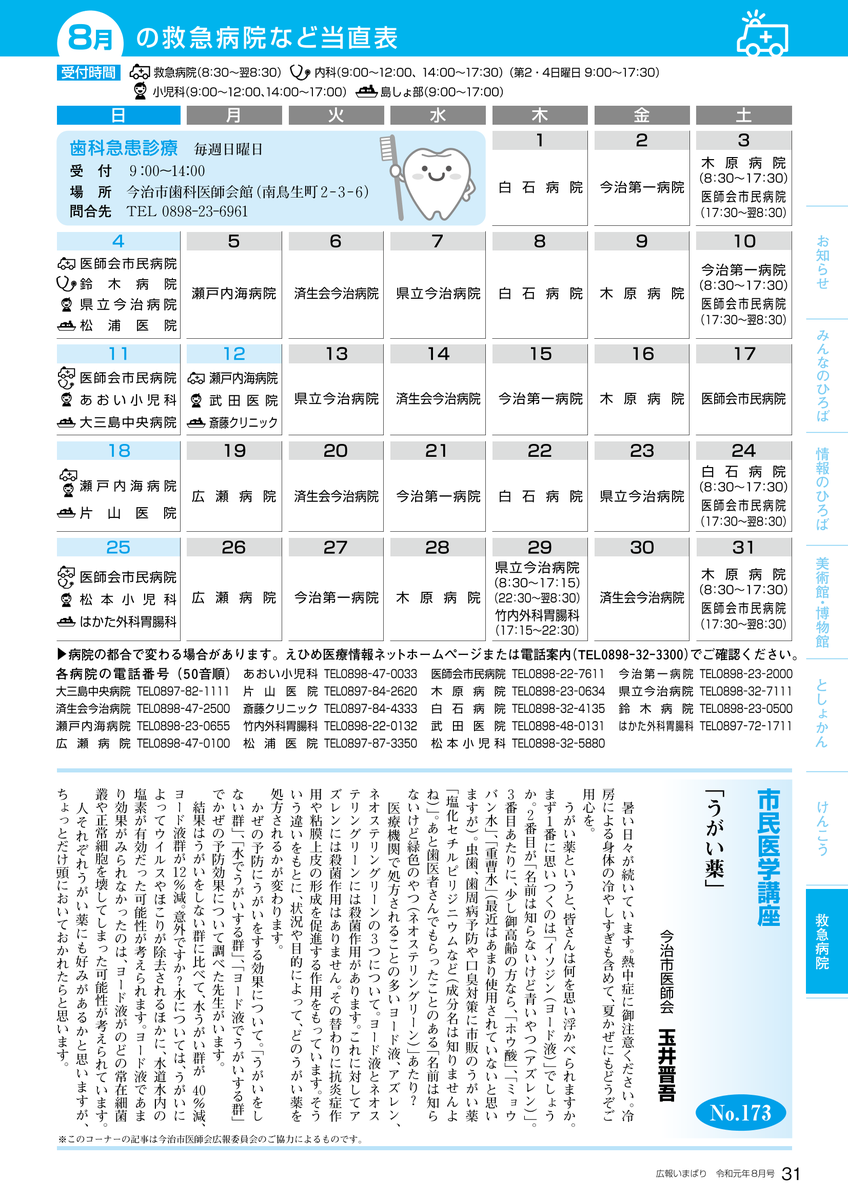 8月 の救急病院など当直表
受付時間 救急病院(8:30～翌8:30) 内科(9:00～12:00、14:00～17:30)(第2・4日曜日 9:00～17:30)
小児科(9:00～12:00、14:00～17:00) 島しょ部(9:00～17:00)
日 月 火 水 木 金 土
歯科急患診療 毎週日曜日
受付 9:00～14:00
場所 今治市歯科医師会館(南鳥生町2-3-6)
問合先 TEL 0898-23-6961
1
白石病院
2
今治第一病院
3
木原病院
(8:30～17:30)
医師会市民病院
(17:30～翌8:30)
4
医師会市民病院
鈴木病院
県立今治病院
松浦医院
5
瀬戸内海病院
6
済生会今治病院
7
県立今治病院
8
白石病院
9
木原病院
10
今治第一病院
(8:30～17:30)
医師会市民病院
(17:30～翌8:30)
11
医師会市民病院
あおい小児科
大三島中央病院
12
瀬戸内海病院
武田医院
斎藤クリニック
13
県立今治病院
14
済生会今治病院
15
今治第一病院
16
木原病院
17
医師会市民病院
18
瀬戸内海病院
片山医院
19
広瀬病院
20
済生会今治病院
21
今治第一病院
22
白石病院
23
県立今治病院
24
白石病院
(8:30～17:30)
医師会市民病院
(17:30～翌8:30)
25
医師会市民病院
松本小児科
はかた外科胃腸科
26
広瀬病院
27
今治第一病院
28
木原病院
29
県立今治病院
(8:30～17:15)
(22:30～翌8:30)
竹内外科胃腸科
(17:15～22:30)
30
済生会今治病院
31
木原病院
(8:30～17:30)
医師会市民病院
(17:30～翌8:30)
▶病院の都合で変わる場合があります。えひめ医療情報ネットホームページまたは電話案内(TEL0898-32-3300)でご確認ください。
各病院の電話番号(50音順) あおい小児科 TEL0898-47-0033 医師会市民病院 TEL0898-22-7611 今治第一病院 TEL0898-23-2000
大三島中央病院 TEL0897-82-1111 片山医院 TEL0897-84-2620 木原病院 TEL0898-23-0634 県立今治病院 TEL0898-32-7111
済生会今治病院 TEL0898-47-2500 斎藤クリニック TEL0897-84-4333 白石病院 TEL0898-32-4135 鈴木病院 TEL0898-23-0500
瀬戸内海病院 TEL0898-23-0655 竹内外科胃腸科 TEL0898-22-0132 武田医院 TEL0898-48-0131 はかた外科胃腸科 TEL0897-72-1711
広瀬病院 TEL0898-47-0100 松浦医院 TEL0897-87-3350 松本小児科 TEL0898-32-5880
市民医学講座
No.173
「うがい薬」
今治市医師会 玉井晋吾
暑い日々が続いています。熱中症に御注意ください。冷
房による身体の冷やしすぎも含めて、夏かぜにもどうぞご
用心を。
うがい薬というと、皆さんは何を思い浮かべられますか。
まず1番に思いつくのは「イソジン(ヨード液)」でしょう
か。2番目が「名前は知らないけど青いやつ(アズレン)」。
3番目あたりに、少し御高齢の方なら、「ホウ酸」、「ミョウ
バン水」、「重曹水」(最近はあまり使用されていないと思い
ますが)。虫歯、歯周病予防や口臭対策に市販のうがい薬
「塩化セチルピリジニウムなど(成分名は知りませんよ
ね)」。あと歯医者さんでもらったことのある「名前は知ら
ないけど緑色のやつ(ネオステリングリーン)」あたり?
医療機関で処方されることの多いヨード液、アズレン、
ネオステリングリーンの3つについて。ヨード液とネオス
テリングリーンには殺菌作用があります。これに対してア
ズレンには殺菌作用はありません。その替わりに抗炎症作
用や粘膜上皮の形成を促進する作用をもっています。そう
いう違いをもとに、状況や目的によって、どのうがい薬を
処方されるかが変わります。
かぜの予防にうがいをする効果について。「うがいをし
ない群」、「水でうがいする群」、「ヨード液でうがいする群」
でかぜの予防効果について調べた先生がいます。
結果はうがいをしない群に比べて、水うがい群が40%減、
ヨード液群が12%減。意外ですか?水については、うがいに
よってウイルスやほこりが除去されるほかに、水道水内の
塩素が有効だった可能性が考えられます。ヨード液であま
り効果がみられなかったのは、ヨード液がのどの常在細菌
叢や正常細胞を壊してしまった可能性が考えられています。
人それぞれうがい薬にも好みがあるかと思いますが、
ちょっとだけ頭においておかれたらと思います。
※このコーナーの記事は今治市医師会広報委員会のご協力によるものです。
お知らせ
みんなのひろば
情報のひろば
美術館・博物館
としょかん
けんこう
救急病院
広報いまばり 令和元年8月号 31